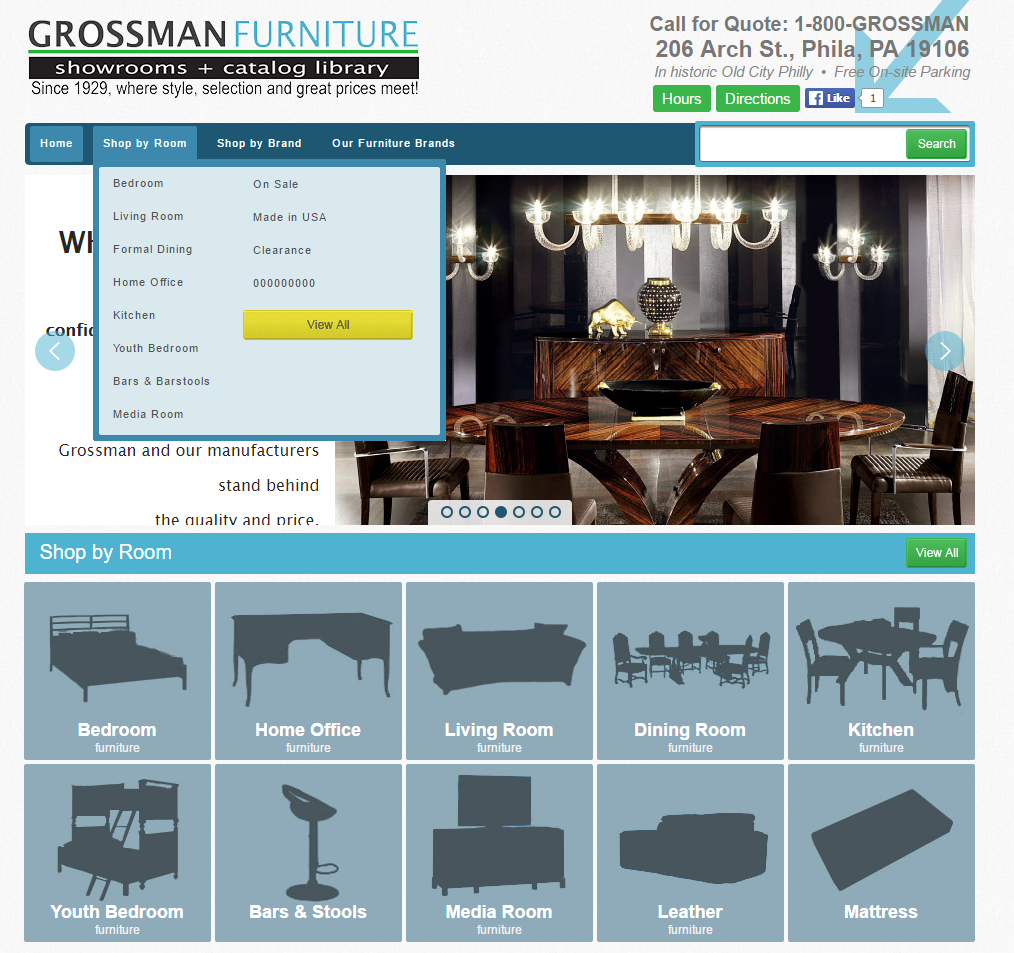 GROSSMAN FURNITURE
showrooms + catalog library
Since 1929, where style, selection and great prices meet!
Call for Quote: 1-800-GROSSMAN
206 Arch St., Phila, PA 19106
In historic Old City Philly • Free On-site Parking
Hours Directions Like 1
Home Shop by Room Shop by Brand Our Furniture Brands Search
Bedroom On Sale
Living Room Made in USA
Formal Dining Clearance
Home Office 000000000
Kitchen View All
Youth Bedroom
Bars & Barstools
Media Room
Grossman and our manufacturers
stand behind
the quality and price.
Shop by Room View All
Bedroom Home Office Living Room Dining Room Kitchen
furniture furniture furniture furniture furniture
Youth Bedroom Bars & Stools Media Room Leather Mattress
furniture furniture furniture